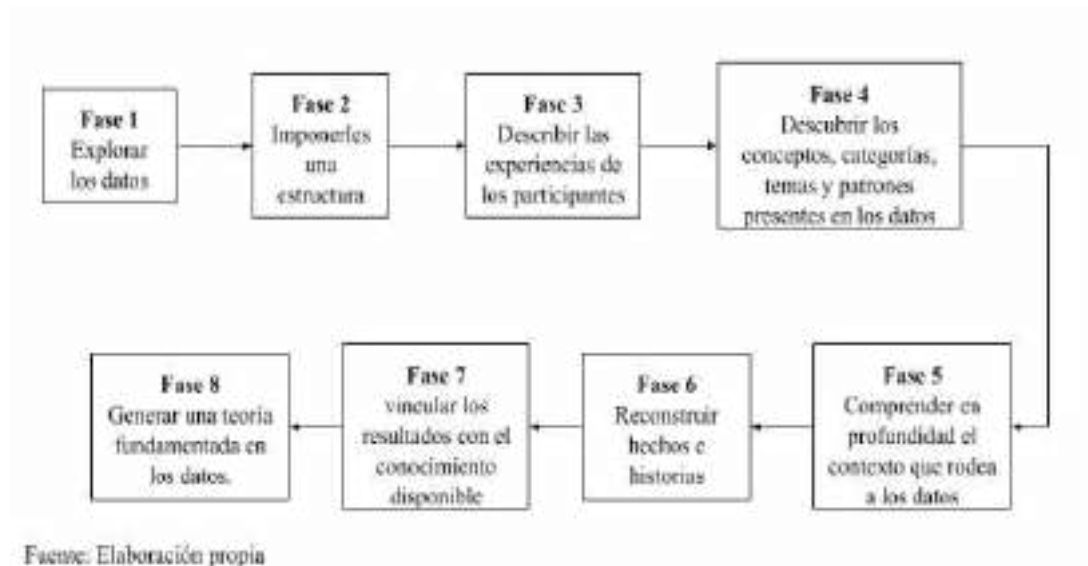 Fase 1
Explorar
los datos
Fase 2
Imponerles
una
estructura
Fase 3
Describir las
experiencias de
los participantes
Fase 4
Descubrir los
conceptos, categorías,
temas y patrones
presentes en los datos
Fase 5
Comprender en
profundidad el
contexto que rodea
a los datos
Fase 6
Reconstruir
hechos e
historias
Fase 7
vincular los
resultados con el
conocimiento
disponible
Fase 8
Generar una teoría
fundamentada en
los datos.
Fuente: Elaboración propia